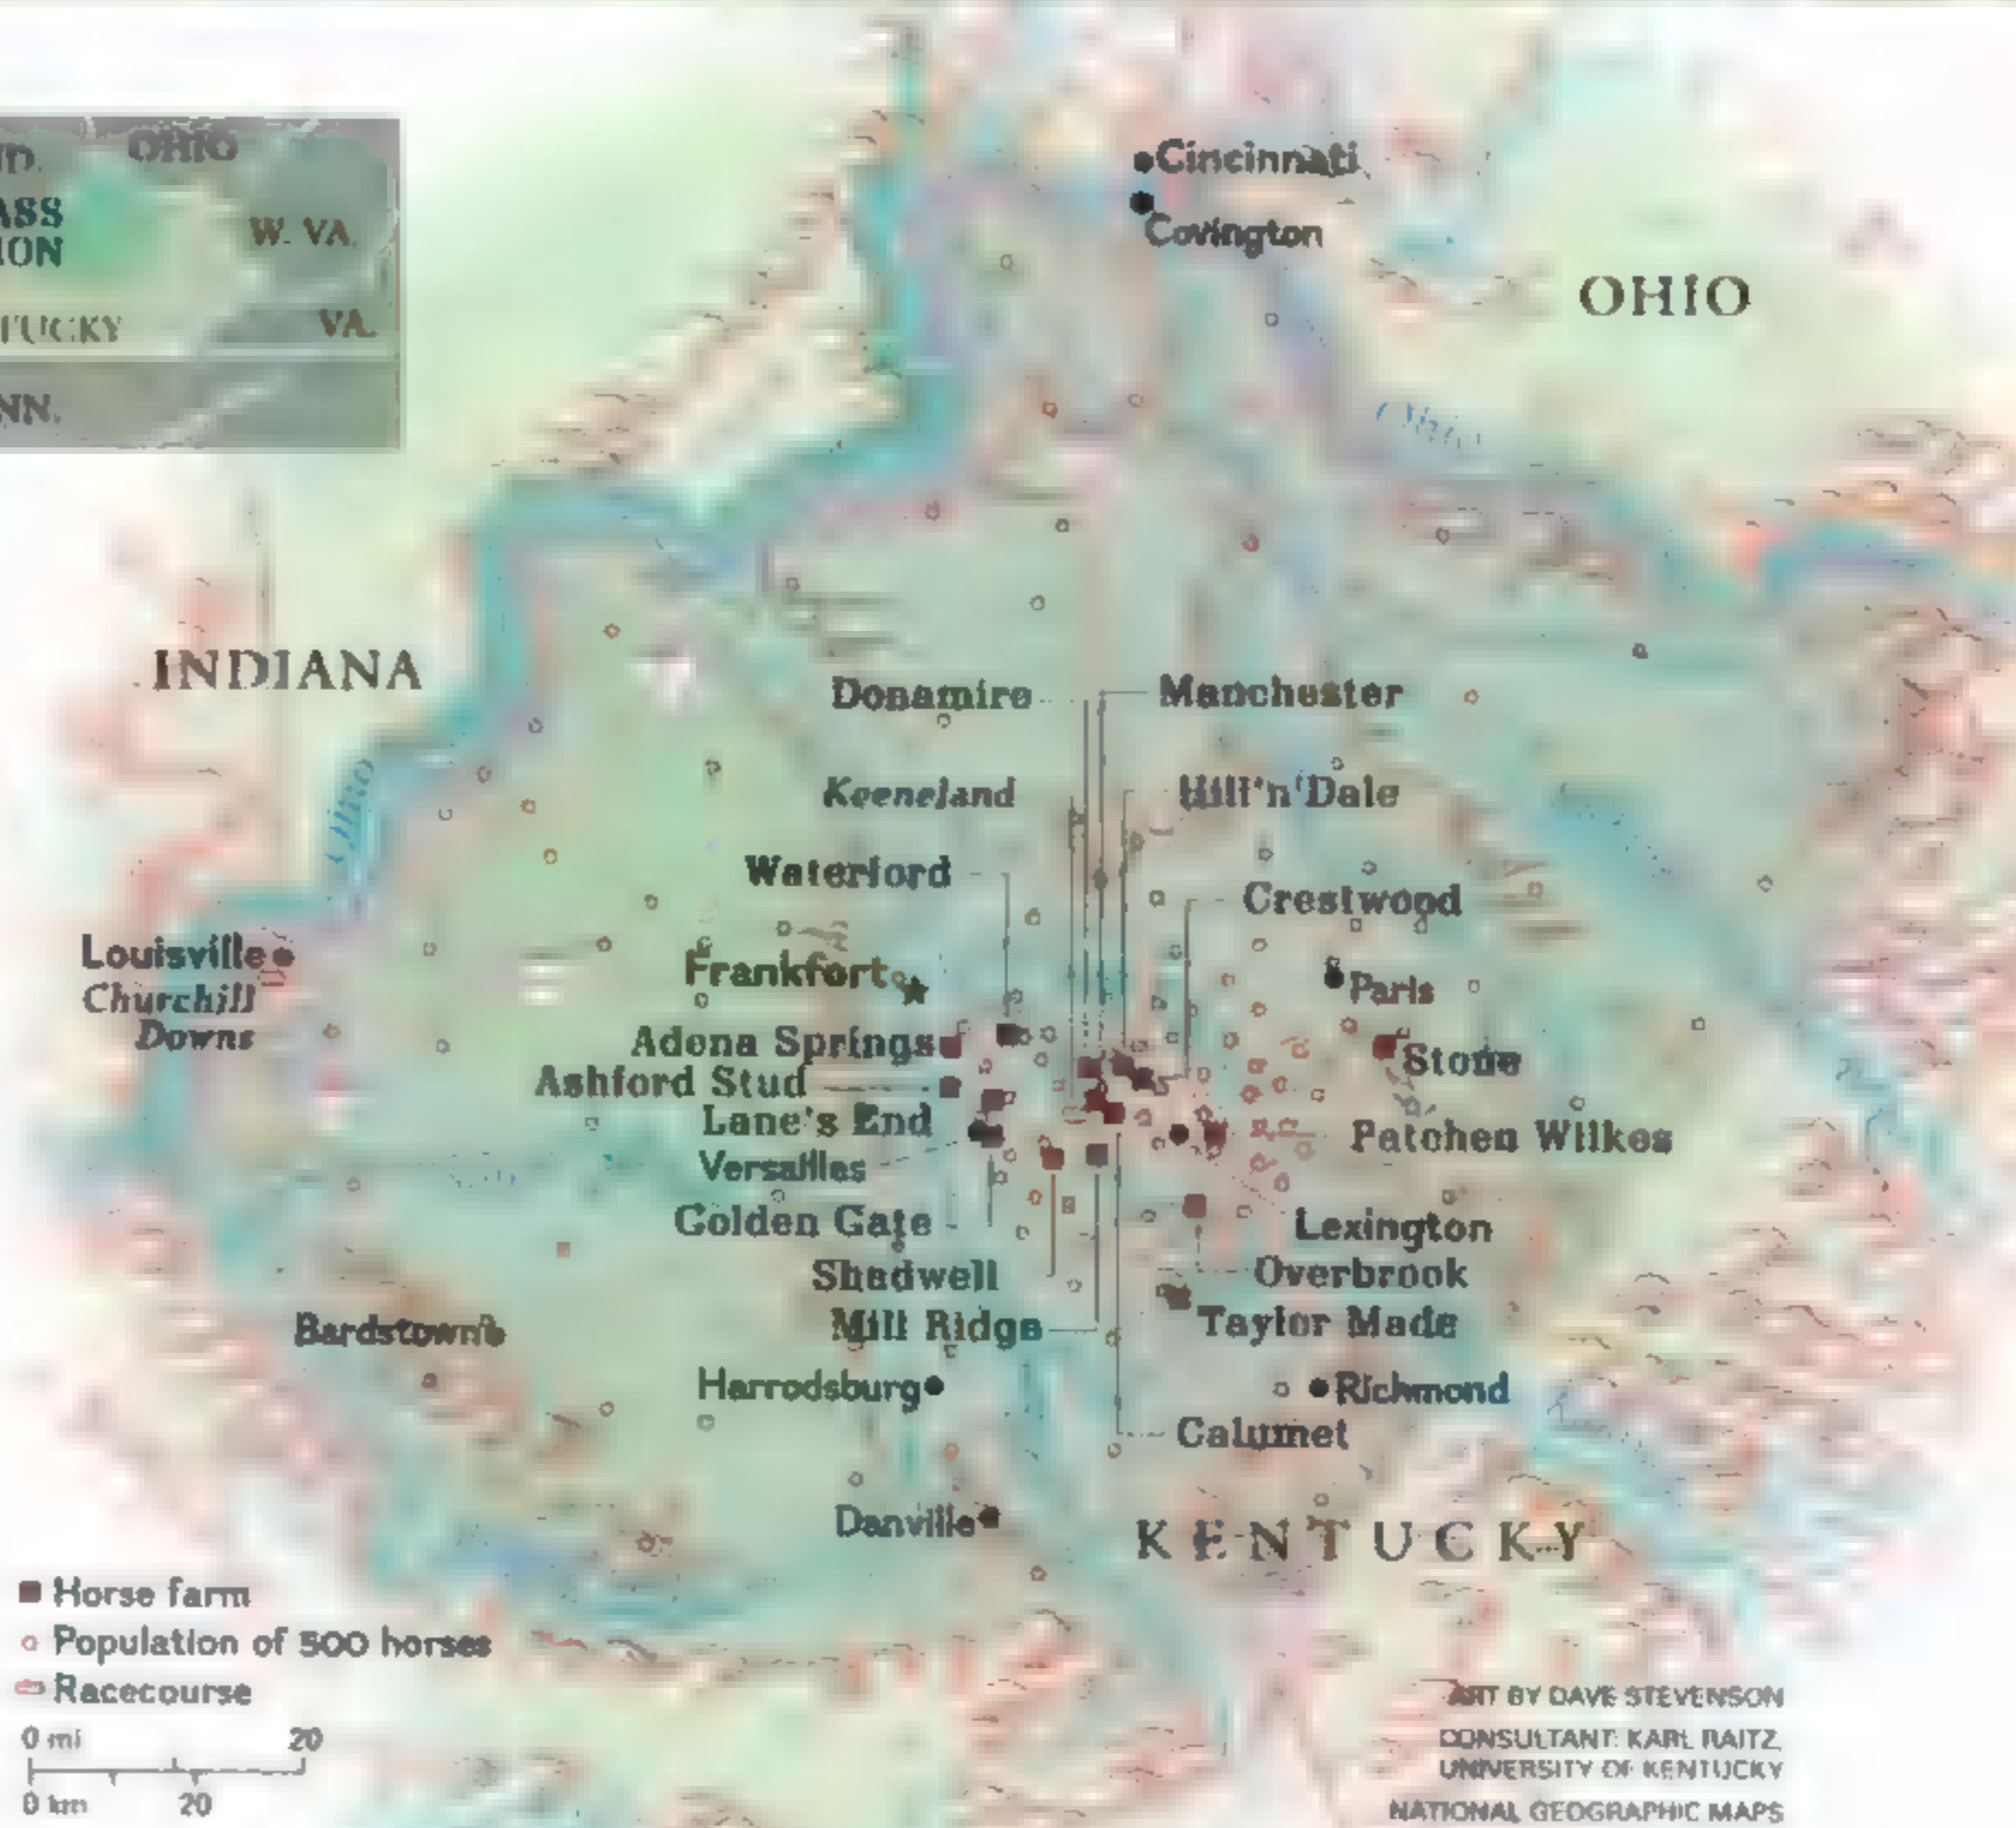 OHIO
W. VA.
VA.
Cincinnati
Covington
OHIO
Ohio
INDIANA
Ohio
Donamire
Manchester
Keeneland
Hill'n'Dale
Waterford
Crestwood
Louisville
Churchill
Downs
Frankfort
Paris
Adena Springs
Stone
Ashford Stud
Lane's End
Patchen Wilkes
Versailles
Golden Gate
Lexington
Shadwell
Overbrook
Bardstown
Mill Ridge
Taylor Made
Harrodsburg
Richmond
Calumet
Danville
KENTUCKY
Horse farm
Population of 500 horses
Racecourse
0 mi 20
0 km 20
ART BY DAVE STEVENSON
CONSULTANT: KARL RAITZ,
UNIVERSITY OF KENTUCKY
NATIONAL GEOGRAPHIC MAPS